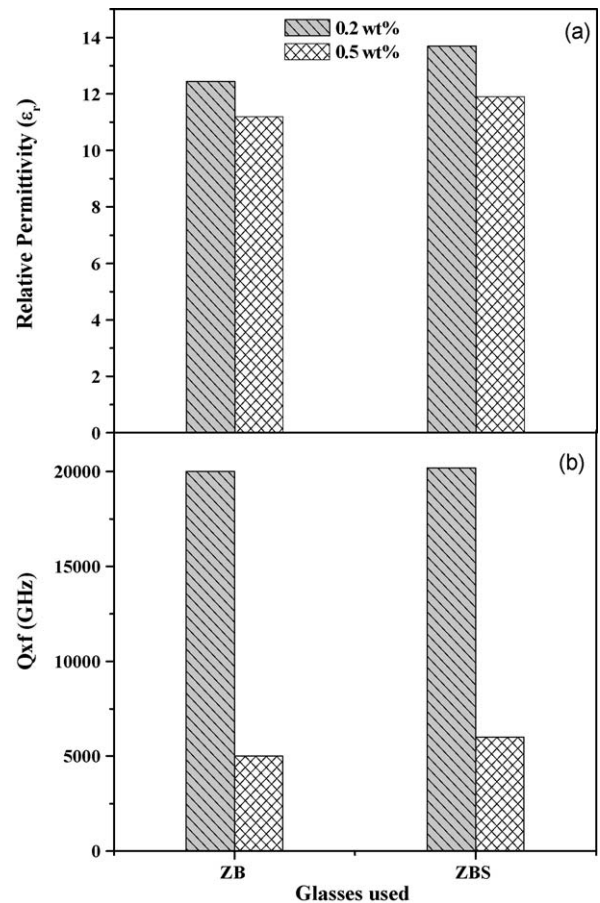 (a)
0.2 wt%
0.5 wt%
14
12
10
8
6
4
2
0
Relative Permittivity (εr)
(b)
20000
15000
10000
5000
0
Qxf (GHz)
ZB ZBS
Glasses used